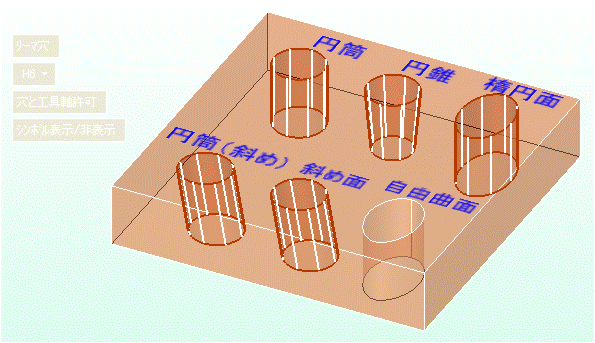 リーマ穴
H6
穴と工具軸許可
シンボル表示/非表示
円筒
円錐
楕円面
円筒(斜め)
斜め面
自由曲面